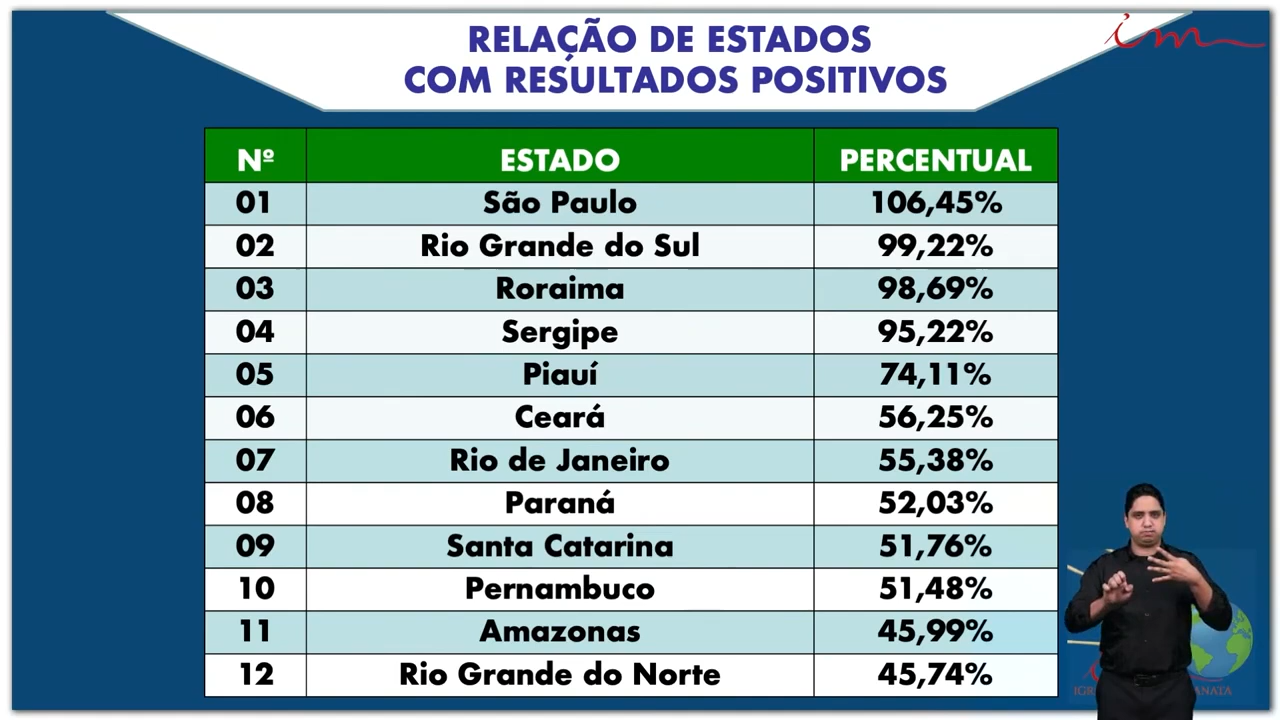 RELAÇÃO DE ESTADOS
COM RESULTADOS POSITIVOS
im
Nº ESTADO PERCENTUAL
01 São Paulo 106,45%
02 Rio Grande do Sul 99,22%
03 Roraima 98,69%
04 Sergipe 95,22%
05 Piauí 74,11%
06 Ceará 56,25%
07 Rio de Janeiro 55,38%
08 Paraná 52,03%
09 Santa Catarina 51,76%
10 Pernambuco 51,48%
11 Amazonas 45,99%
12 Rio Grande do Norte 45,74%